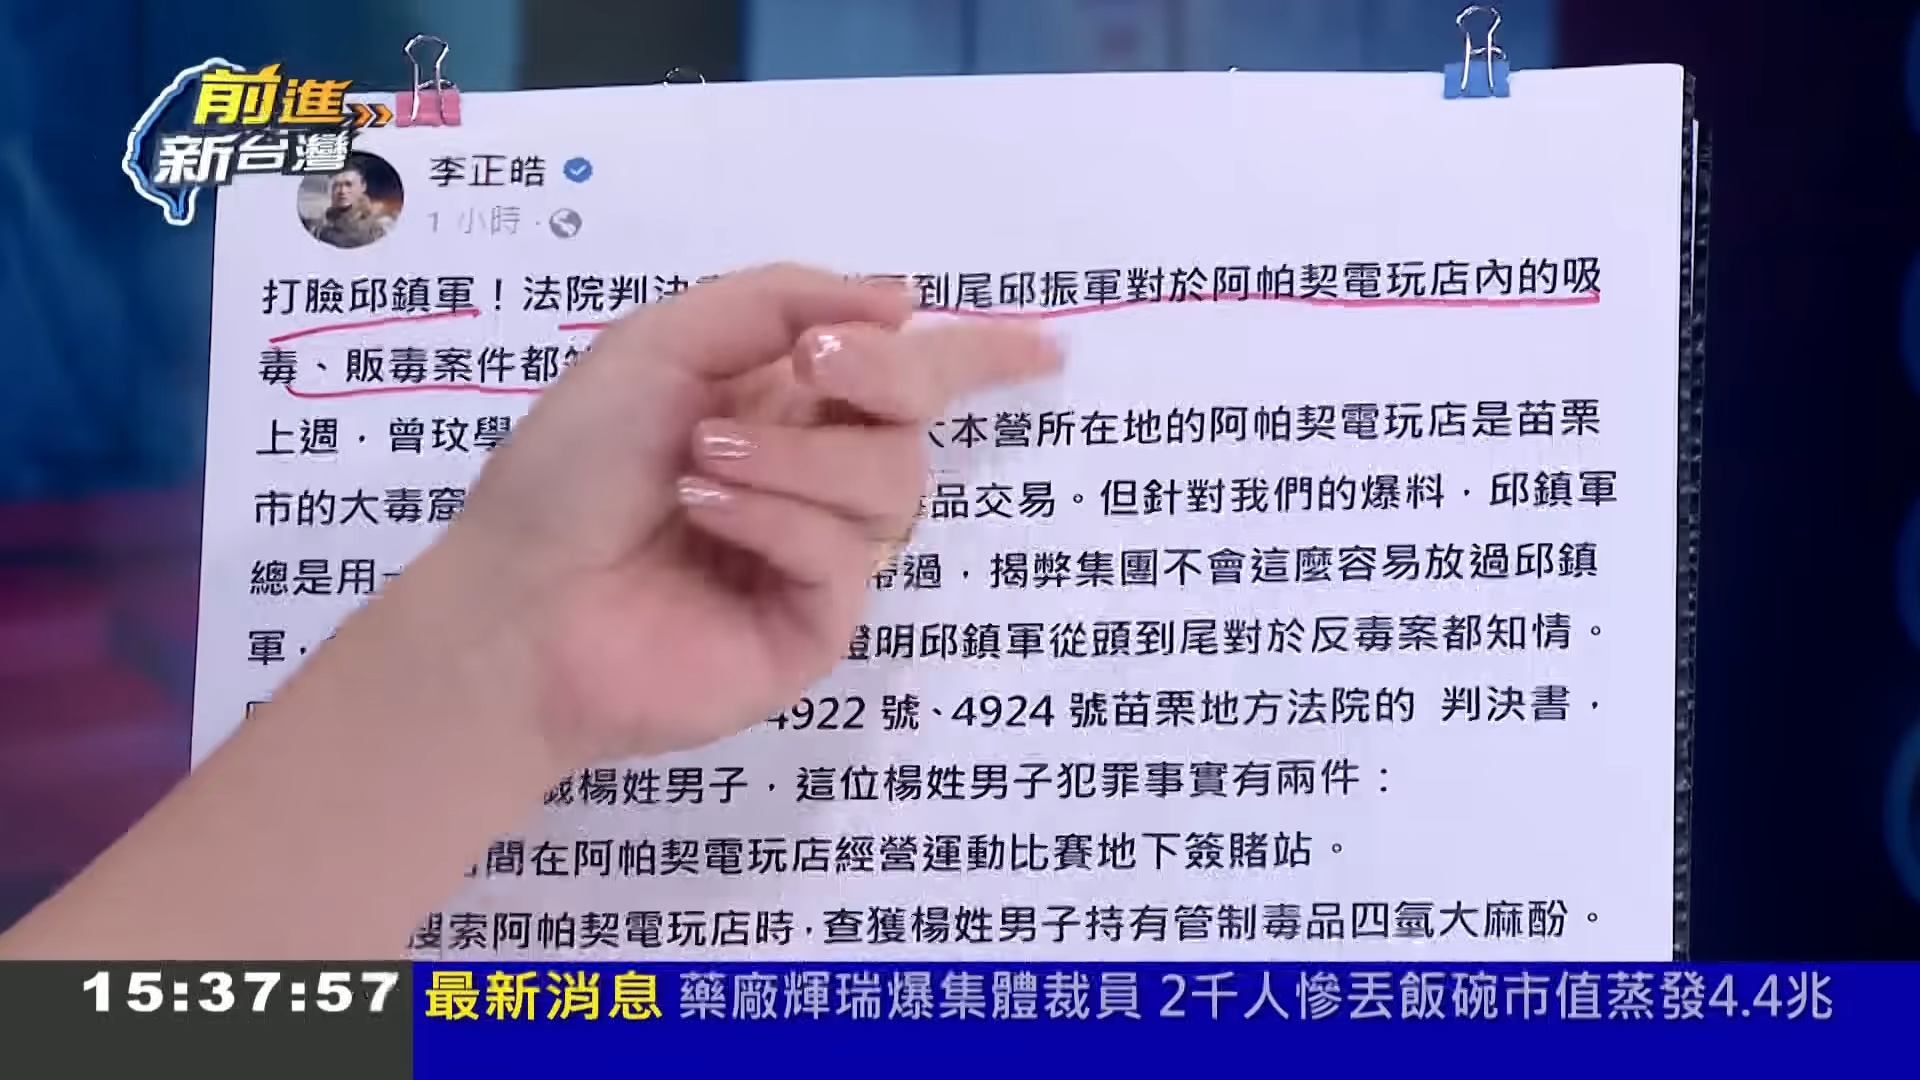 前進
新台灣
李正皓
1 小時
打臉邱鎮軍！法院判決 到尾邱振軍對於阿帕契電玩店內的吸
毒、販毒案件都
上週，曾玟學 本營所在地的阿帕契電玩店是苗栗
市的大毒窟 品交易。但針對我們的爆料，邱鎮軍
總是用 帶過，揭弊集團不會這麼容易放過邱鎮
軍， 證明邱鎮軍從頭到尾對於反毒案都知情。
4922 號、4924 號苗栗地方法院的 判決書，
楊姓男子，這位楊姓男子犯罪事實有兩件：
間在阿帕契電玩店經營運動比賽地下簽賭站。
搜索阿帕契電玩店時，查獲楊姓男子持有管制毒品四氫大麻酚。
15:37:57 最新消息 藥廠輝瑞爆集體裁員 2千人慘丟飯碗市值蒸發4.4兆